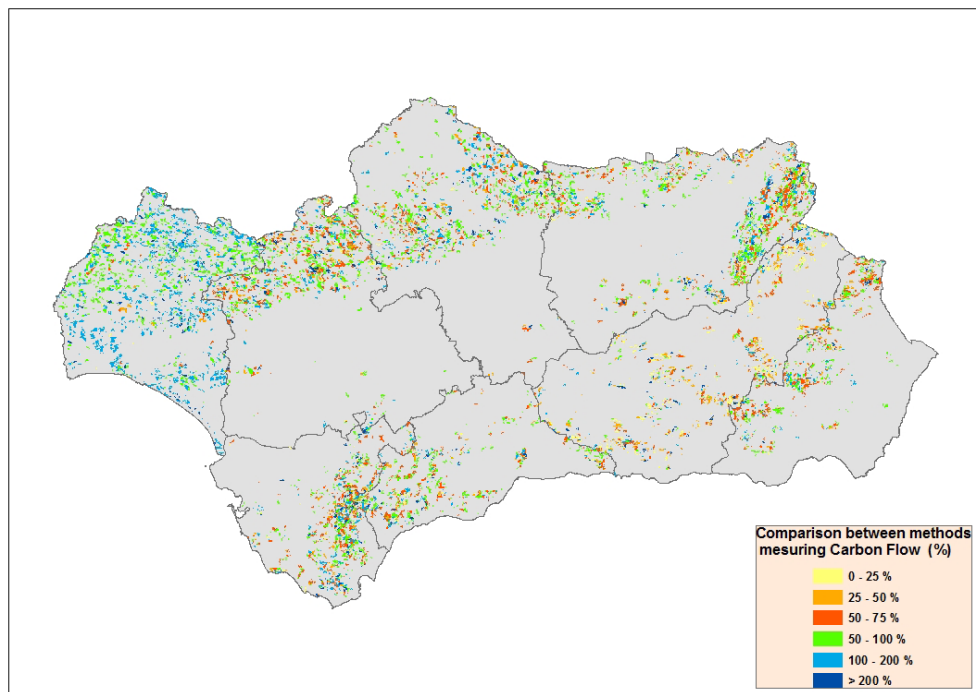 Comparison between methods
mesuring Carbon Flow (%)
0 - 25 %
25 - 50 %
50 - 75 %
50 - 100 %
100 - 200 %
> 200 %